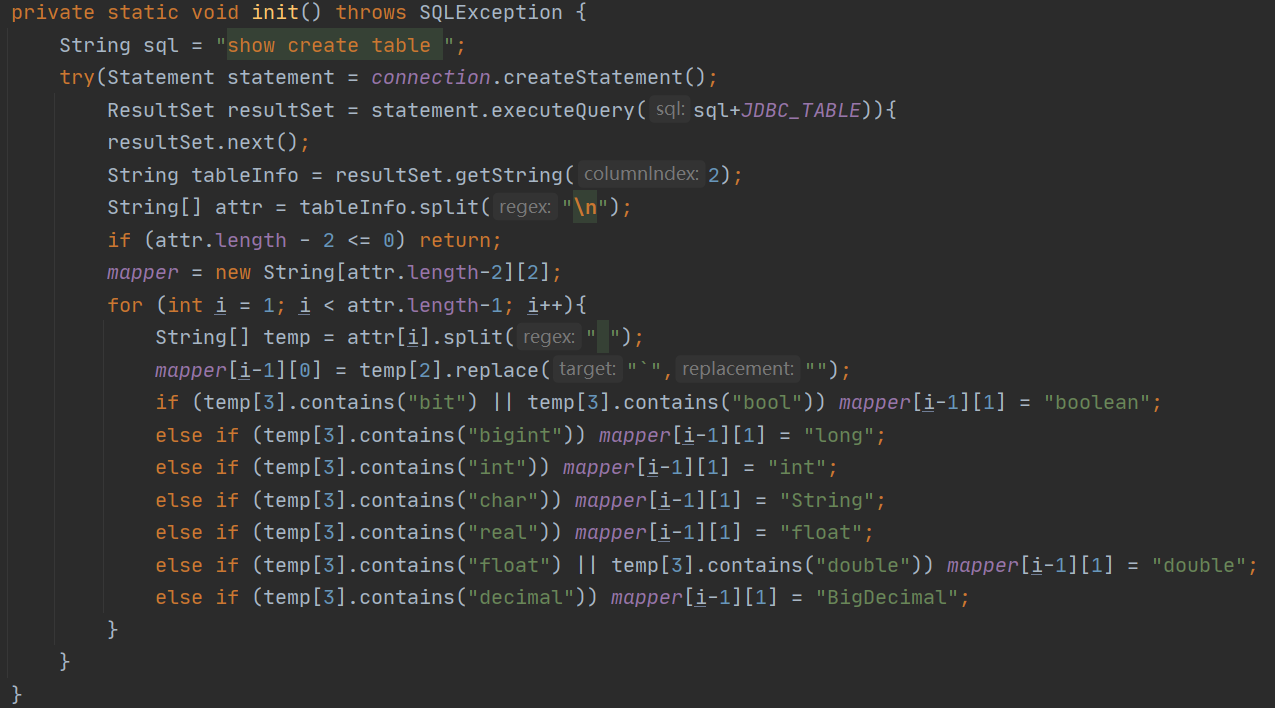 private static void init() throws SQLException {
String sql = "show create table ";
try(Statement statement = connection.createStatement();
ResultSet resultSet = statement.executeQuery( sql: sql+JDBC_TABLE)){
resultSet.next();
String tableInfo = resultSet.getString( columnIndex: 2);
String[] attr = tableInfo.split( regex: "\n");
if (attr.length - 2 <= 0) return;
mapper = new String[attr.length-2][2];
for (int i = 1; i < attr.length-1; i++){
String[] temp = attr[i].split( regex: " ");
mapper[i-1][0] = temp[2].replace( target: "`", replacement: "");
if (temp[3].contains("bit") || temp[3].contains("bool")) mapper[i-1][1] = "boolean";
else if (temp[3].contains("bigint")) mapper[i-1][1] = "long";
else if (temp[3].contains("int")) mapper[i-1][1] = "int";
else if (temp[3].contains("char")) mapper[i-1][1] = "String";
else if (temp[3].contains("real")) mapper[i-1][1] = "float";
else if (temp[3].contains("float") || temp[3].contains("double")) mapper[i-1][1] = "double";
else if (temp[3].contains("decimal")) mapper[i-1][1] = "BigDecimal";
}
}
}